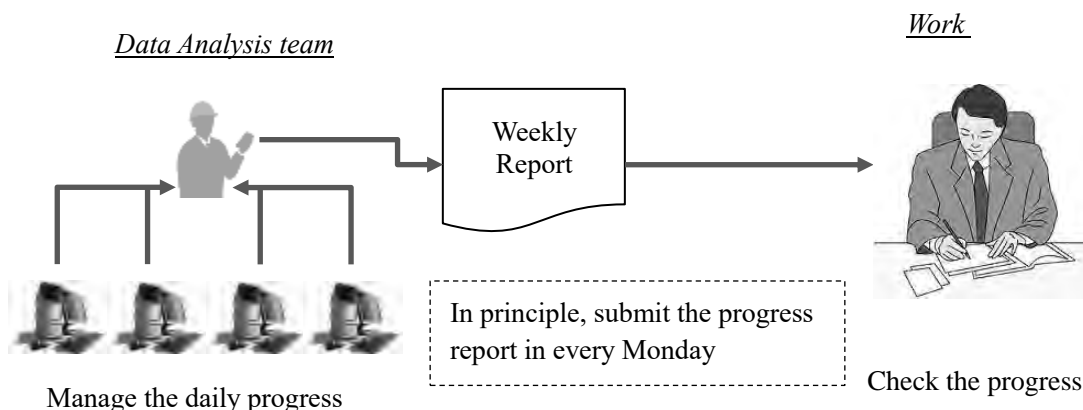 Data Analysis team
Work
Weekly
Report
In principle, submit the progress
report in every Monday
Manage the daily progress
Check the progress